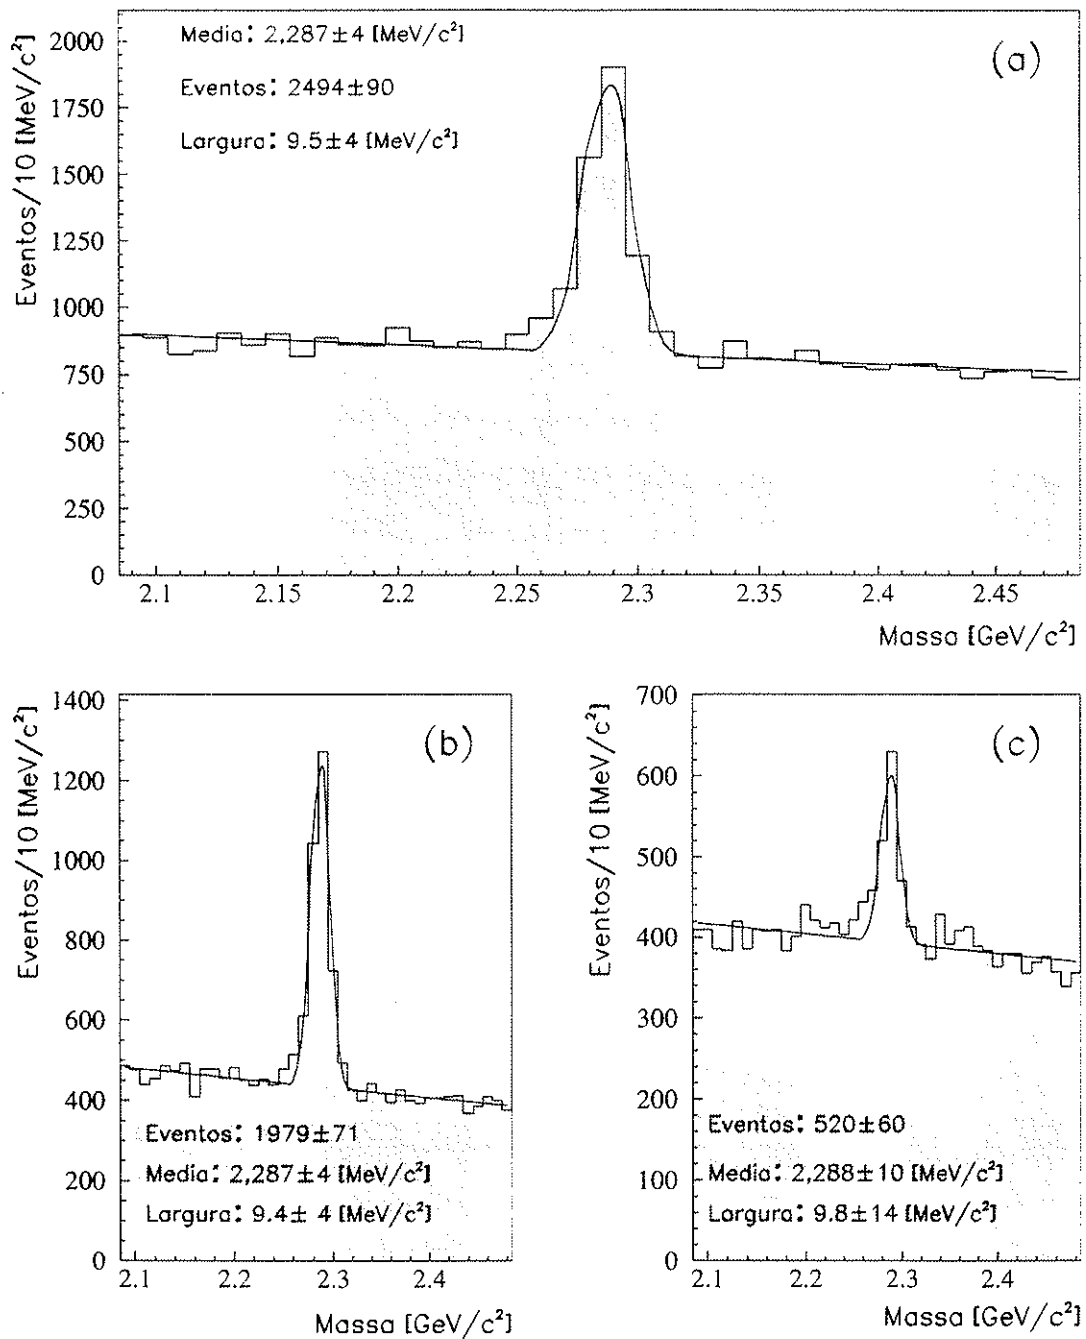 Eventos/10 [MeV/c²]
2000
1750
1500
1250
1000
750
500
250
0
Media: 2,287±4 [MeV/c²]
Eventos: 2494±90
Largura: 9.5±4 [MeV/c²]
(a)
2.1 2.15 2.2 2.25 2.3 2.35 2.4 2.45
Massa [GeV/c²]
Eventos/10 [MeV/c²]
1400
1200
1000
800
600
400
200
0
(b)
Eventos: 1979±71
Media: 2,287±4 [MeV/c²]
Largura: 9.4± 4 [MeV/c²]
2.1 2.2 2.3 2.4
Massa [GeV/c²]
Eventos/10 [MeV/c²]
700
600
500
400
300
200
100
0
(c)
Eventos: 520±60
Media: 2,288±10 [MeV/c²]
Largura: 9.8±14 [MeV/c²]
2.1 2.2 2.3 2.4
Massa [GeV/c²]